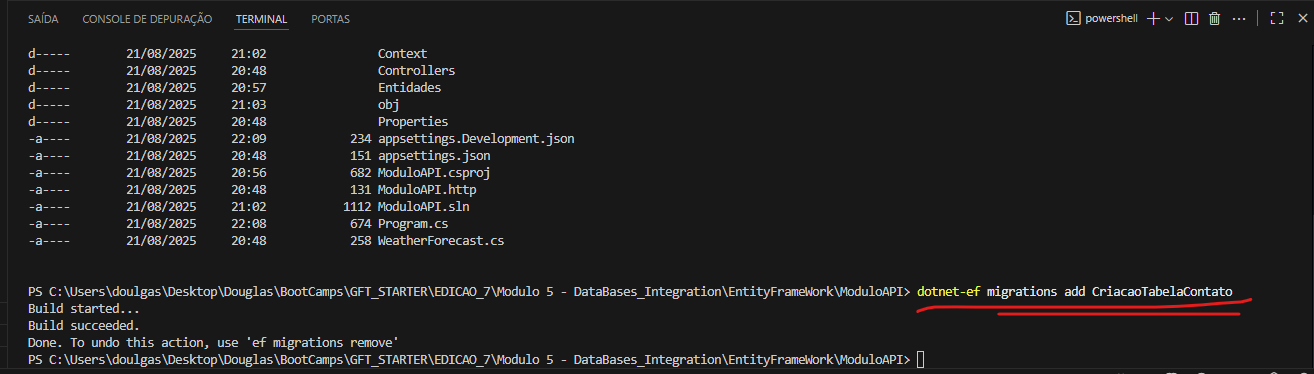 SAÍDA CONSOLE DE DEPURAÇÃO TERMINAL PORTAS powershell
d----- 21/08/2025 21:02 Context
d----- 21/08/2025 20:48 Controllers
d----- 21/08/2025 20:57 Entidades
d----- 21/08/2025 21:03 obj
d----- 21/08/2025 20:48 Properties
-a---- 21/08/2025 22:09 234 appsettings.Development.json
-a---- 21/08/2025 20:48 151 appsettings.json
-a---- 21/08/2025 20:56 682 ModuloAPI.csproj
-a---- 21/08/2025 20:48 131 ModuloAPI.http
-a---- 21/08/2025 21:02 1112 ModuloAPI.sln
-a---- 21/08/2025 22:08 674 Program.cs
-a---- 21/08/2025 20:48 258 WeatherForecast.cs
PS C:\Users\doulgas\Desktop\Douglas\BootCamps\GFT_STARTER\EDICAO_7\Modulo 5 - DataBases_Integration\EntityFrameWork\ModuloAPI> dotnet-ef migrations add CriacaoTabelaContato
Build started...
Build succeeded.
Done. To undo this action, use 'ef migrations remove'
PS C:\Users\doulgas\Desktop\Douglas\BootCamps\GFT_STARTER\EDICAO_7\Modulo 5 - DataBases_Integration\EntityFrameWork\ModuloAPI>